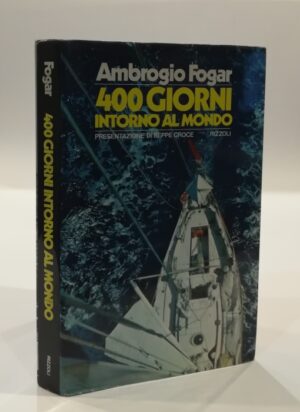 Ambrogio Fogar
400 GIORNI
INTORNO AL MONDO
PRESENTAZIONE DI BEPPE CROCE RIZZOLI
Fogar
400 GIORNI INTORNO AL MONDO
RIZZOLI